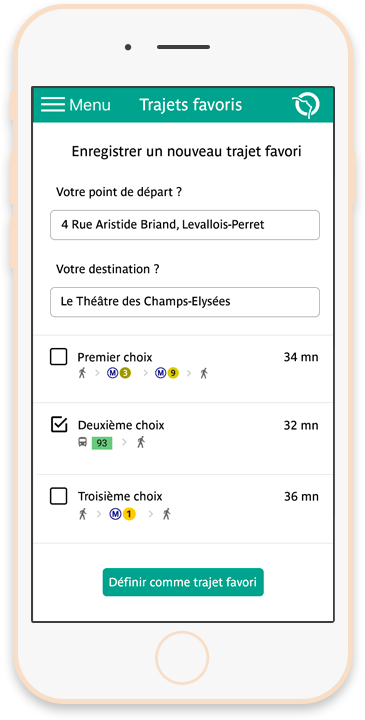 Menu Trajets favoris
Enregistrer un nouveau trajet favori
Votre point de départ ?
4 Rue Aristide Briand, Levallois-Perret
Votre destination ?
Le Théâtre des Champs-Elysées
Premier choix 34 mn
M 3 M 9
Deuxième choix 32 mn
93
Troisième choix 36 mn
M 1
Définir comme trajet favori